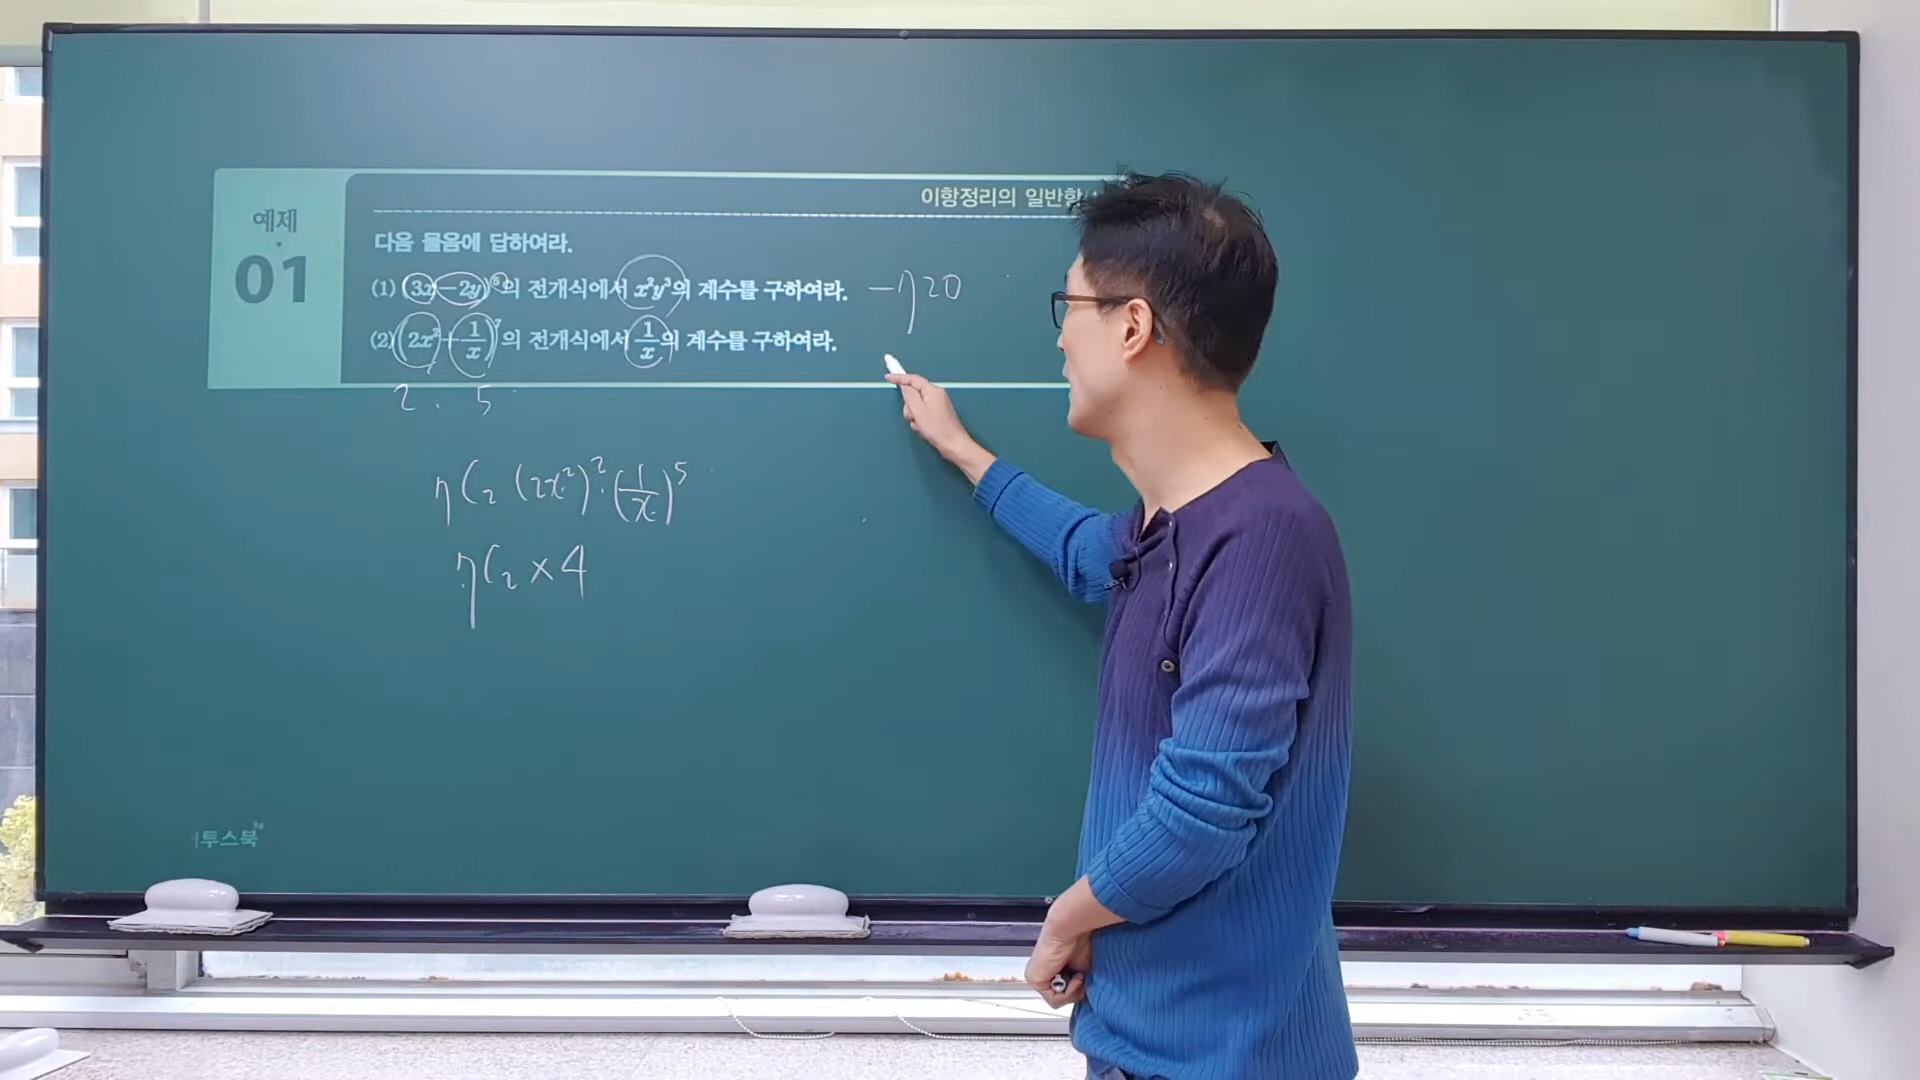 예제
01
이항정리의 일반항
다음 물음에 답하여라.
(1) (3x-2y)⁵의 전개식에서 x²y³의 계수를 구하여라. -720
(2) (2x²+1/x)⁷의 전개식에서 1/x의 계수를 구하여라.
2 . 5
7C2 (2x²)²·(1/x)⁵
7C2 × 4
이투스북